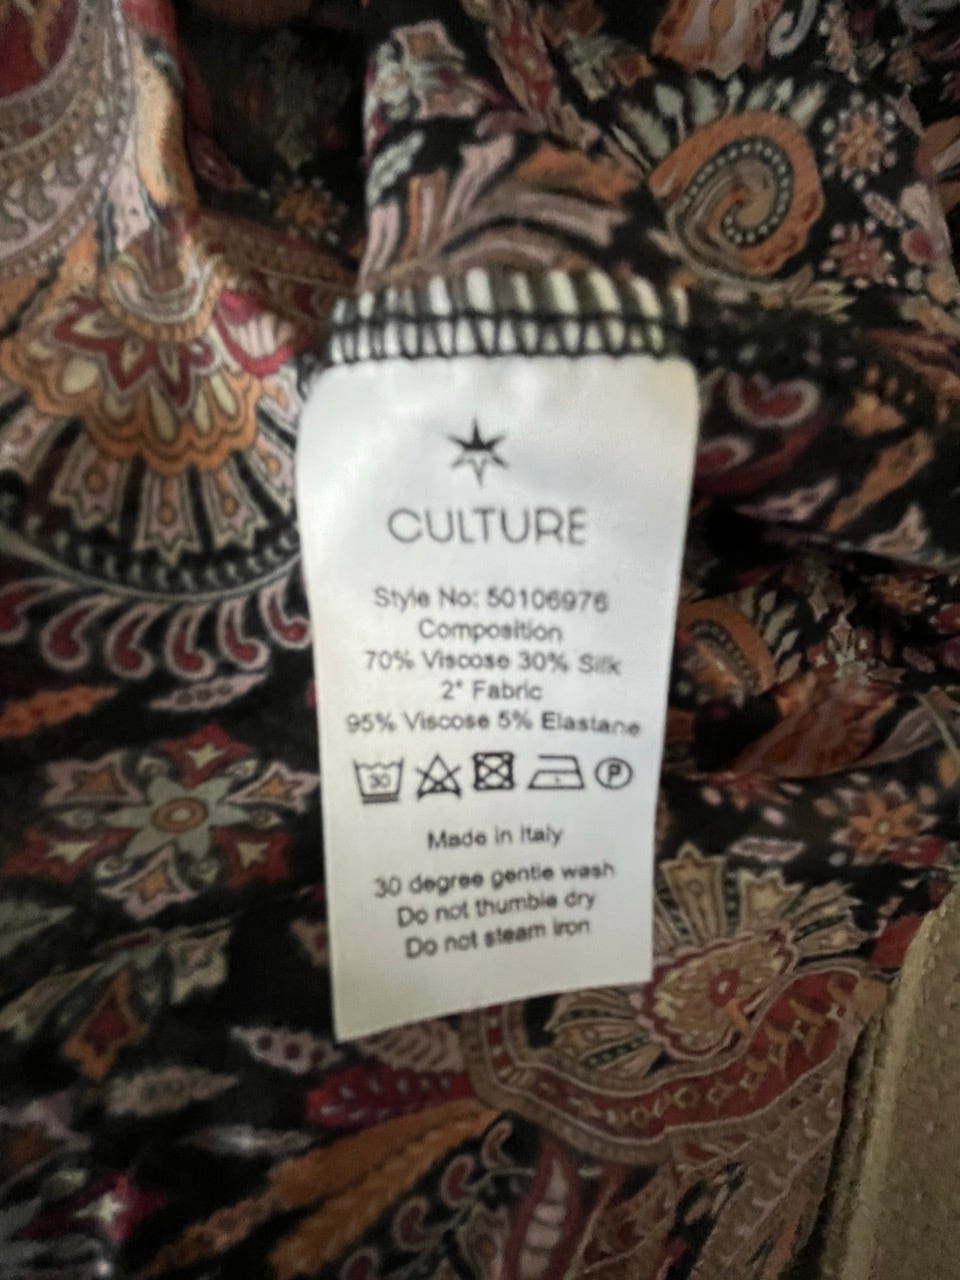 CULTURE
Style No: 50106976
Composition
70% Viscose 30% Silk
2* Fabric
95% Viscose 5% Elastane
30 P
Made in Italy
30 degree gentle wash
Do not thumble dry
Do not steam iron